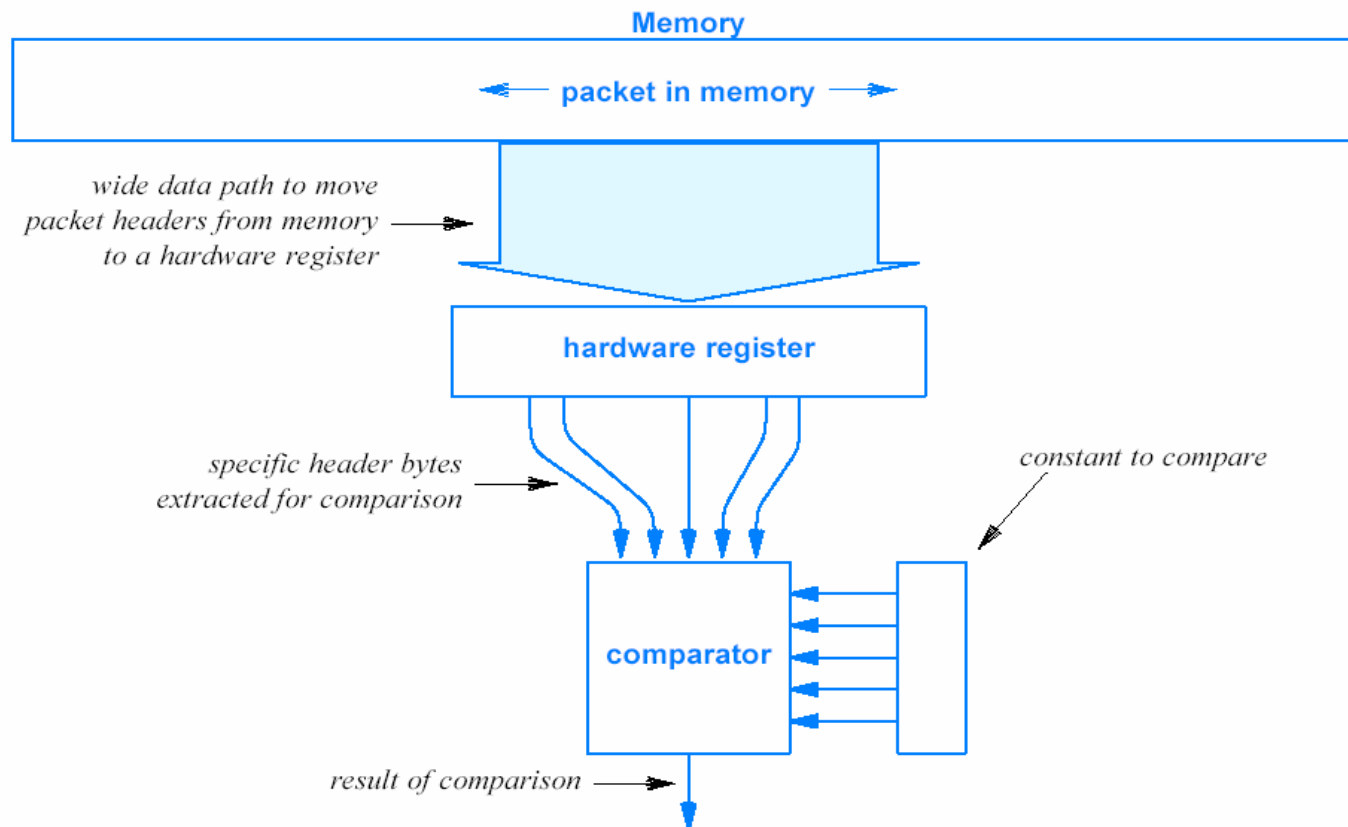 Memory
packet in memory
wide data path to move
packet headers from memory
to a hardware register
hardware register
specific header bytes
extracted for comparison
constant to compare
comparator
result of comparison